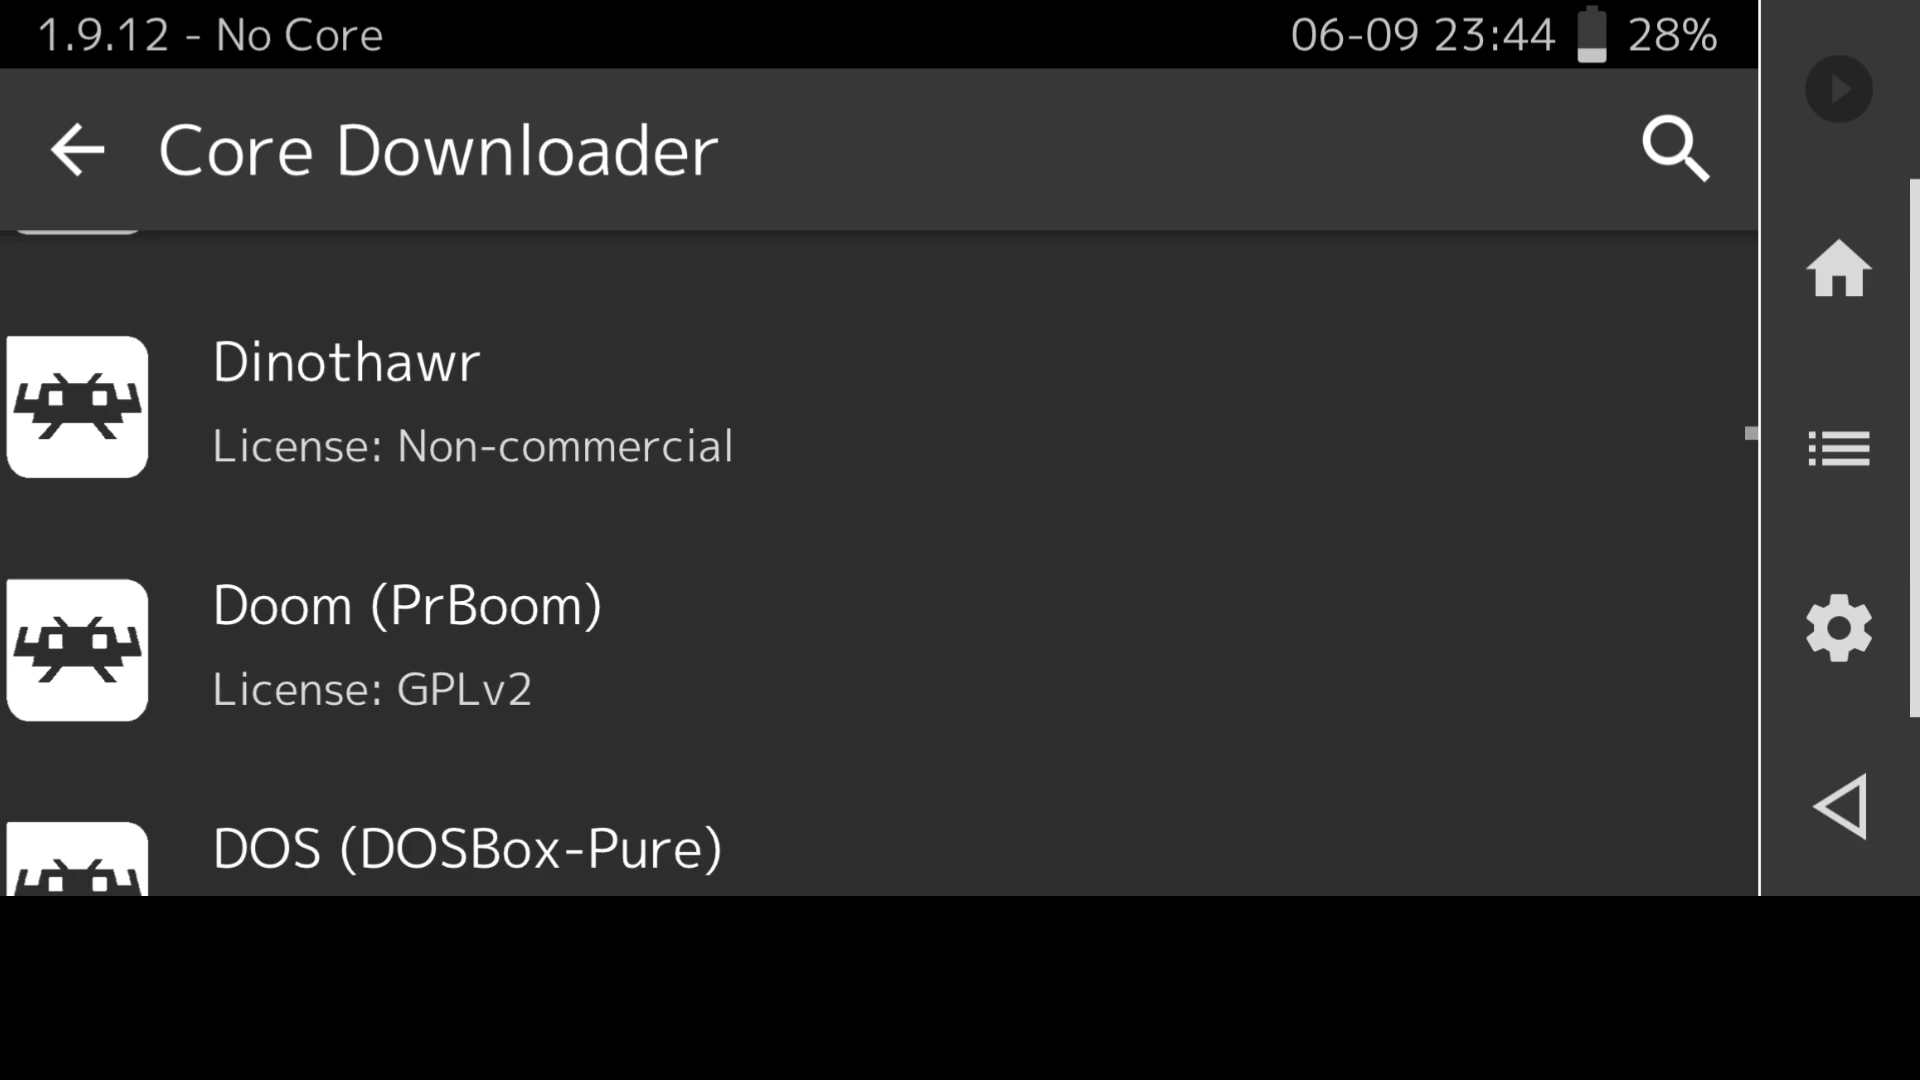 1.9.12 - No Core
06-09 23:44 28%
Core Downloader
Dinothawr
License: Non-commercial
Doom (PrBoom)
License: GPLv2
DOS (DOSBox-Pure)